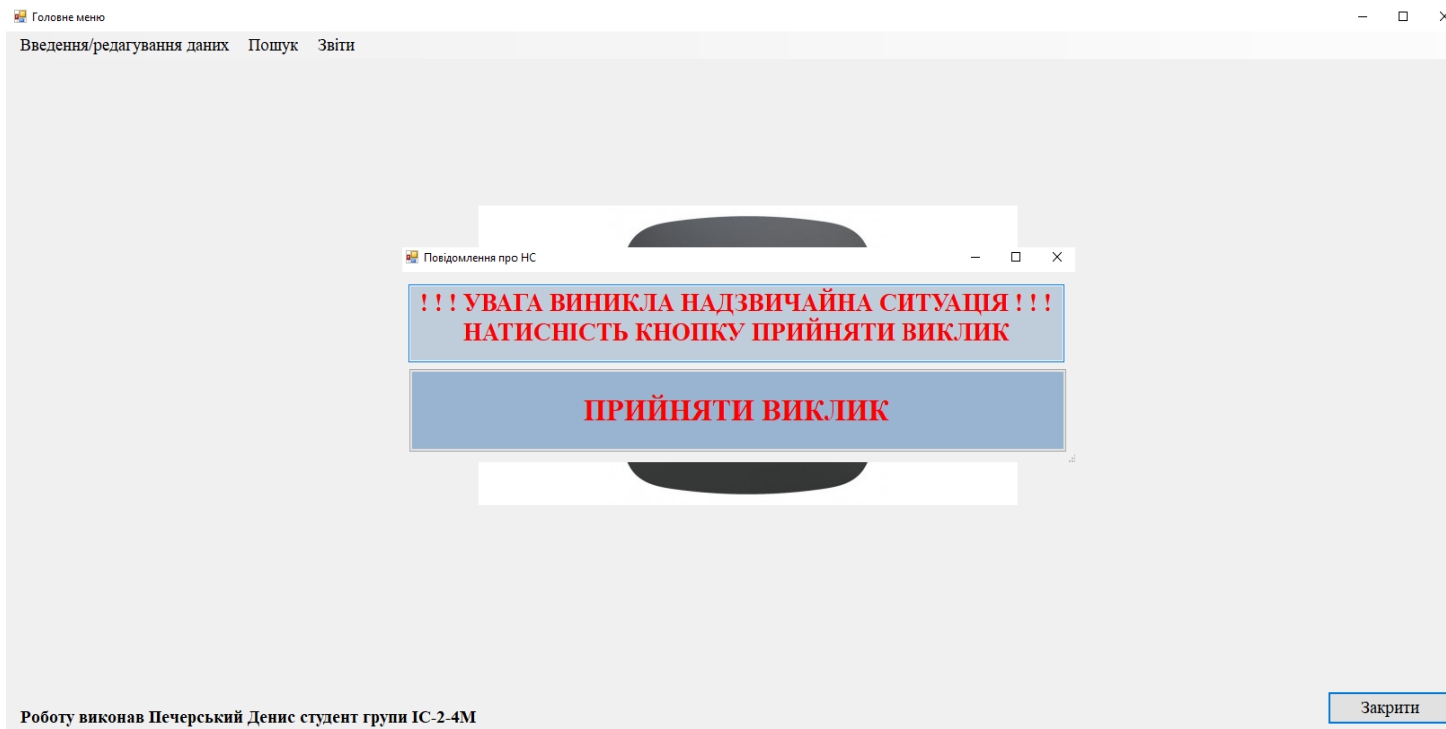 Головне меню
Введення/редагування даних Пошук Звіти
Повідомлення про НС
! ! ! УВАГА ВИНИКЛА НАДЗВИЧАЙНА СИТУАЦІЯ ! ! !
НАТИСНІСТЬ КНОПКУ ПРИЙНЯТИ ВИКЛИК
ПРИЙНЯТИ ВИКЛИК
Роботу виконав Печерський Денис студент групи ІС-2-4М
Закрити